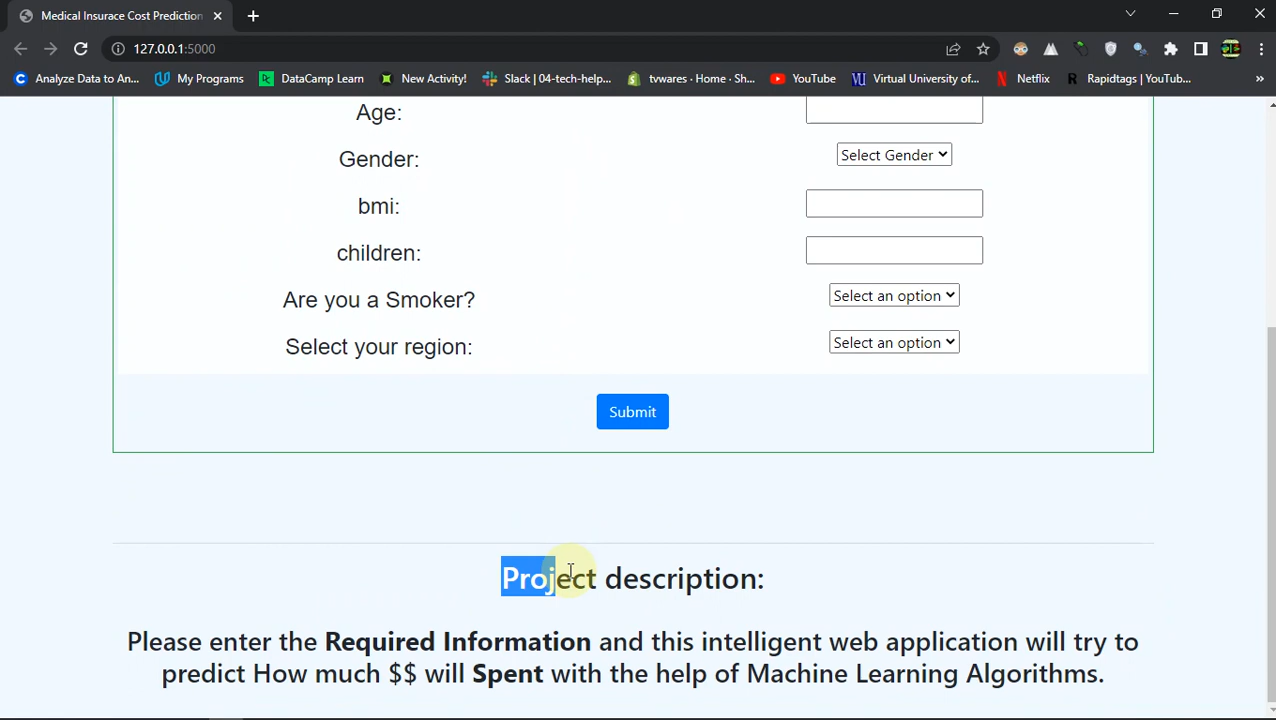 Medical Insurace Cost Prediction
127.0.0.1:5000
Analyze Data to An... My Programs DataCamp Learn New Activity! Slack | 04-tech-help... tvwares · Home · Sh... YouTube Virtual University of... Netflix Rapidtags | YouTub... »
Age:
Gender: Select Gender
bmi:
children:
Are you a Smoker? Select an option
Select your region: Select an option
Submit
Project description:
Please enter the Required Information and this intelligent web application will try to
predict How much $$ will Spent with the help of Machine Learning Algorithms.